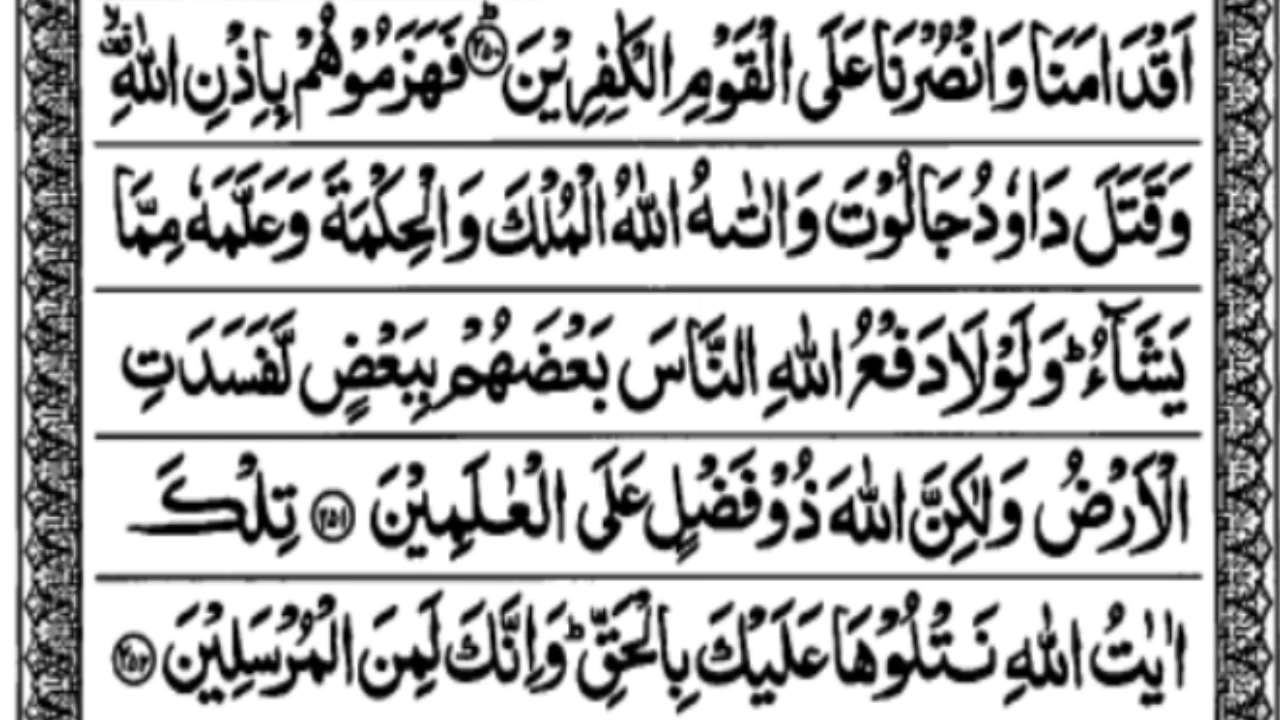 اَقْدَامَنَا وَانْصُرْنَا عَلَى الْقَوْمِ الْكٰفِرِيْنَ ؕ۝۲۵۰ فَهَزَمُوْهُمْ بِاِذْنِ اللّٰهِ ۙ۫
وَقَتَلَ دَاوٗدُ جَالُوْتَ وَاٰتٰىهُ اللّٰهُ الْمُلْكَ وَالْحِكْمَةَ وَعَلَّمَهٗ مِمَّا
يَشَآءُ ؕ وَلَوْلَا دَفْعُ اللّٰهِ النَّاسَ بَعْضَهُمْ بِبَعْضٍ لَّفَسَدَتِ
الْاَرْضُ وَلٰكِنَّ اللّٰهَ ذُوْ فَضْلٍ عَلَى الْعٰلَمِيْنَ ۝۲۵۱ تِلْكَ
اٰيٰتُ اللّٰهِ نَتْلُوْهَا عَلَيْكَ بِالْحَقِّ ؕ وَاِنَّكَ لَمِنَ الْمُرْسَلِيْنَ ۝۲۵۲